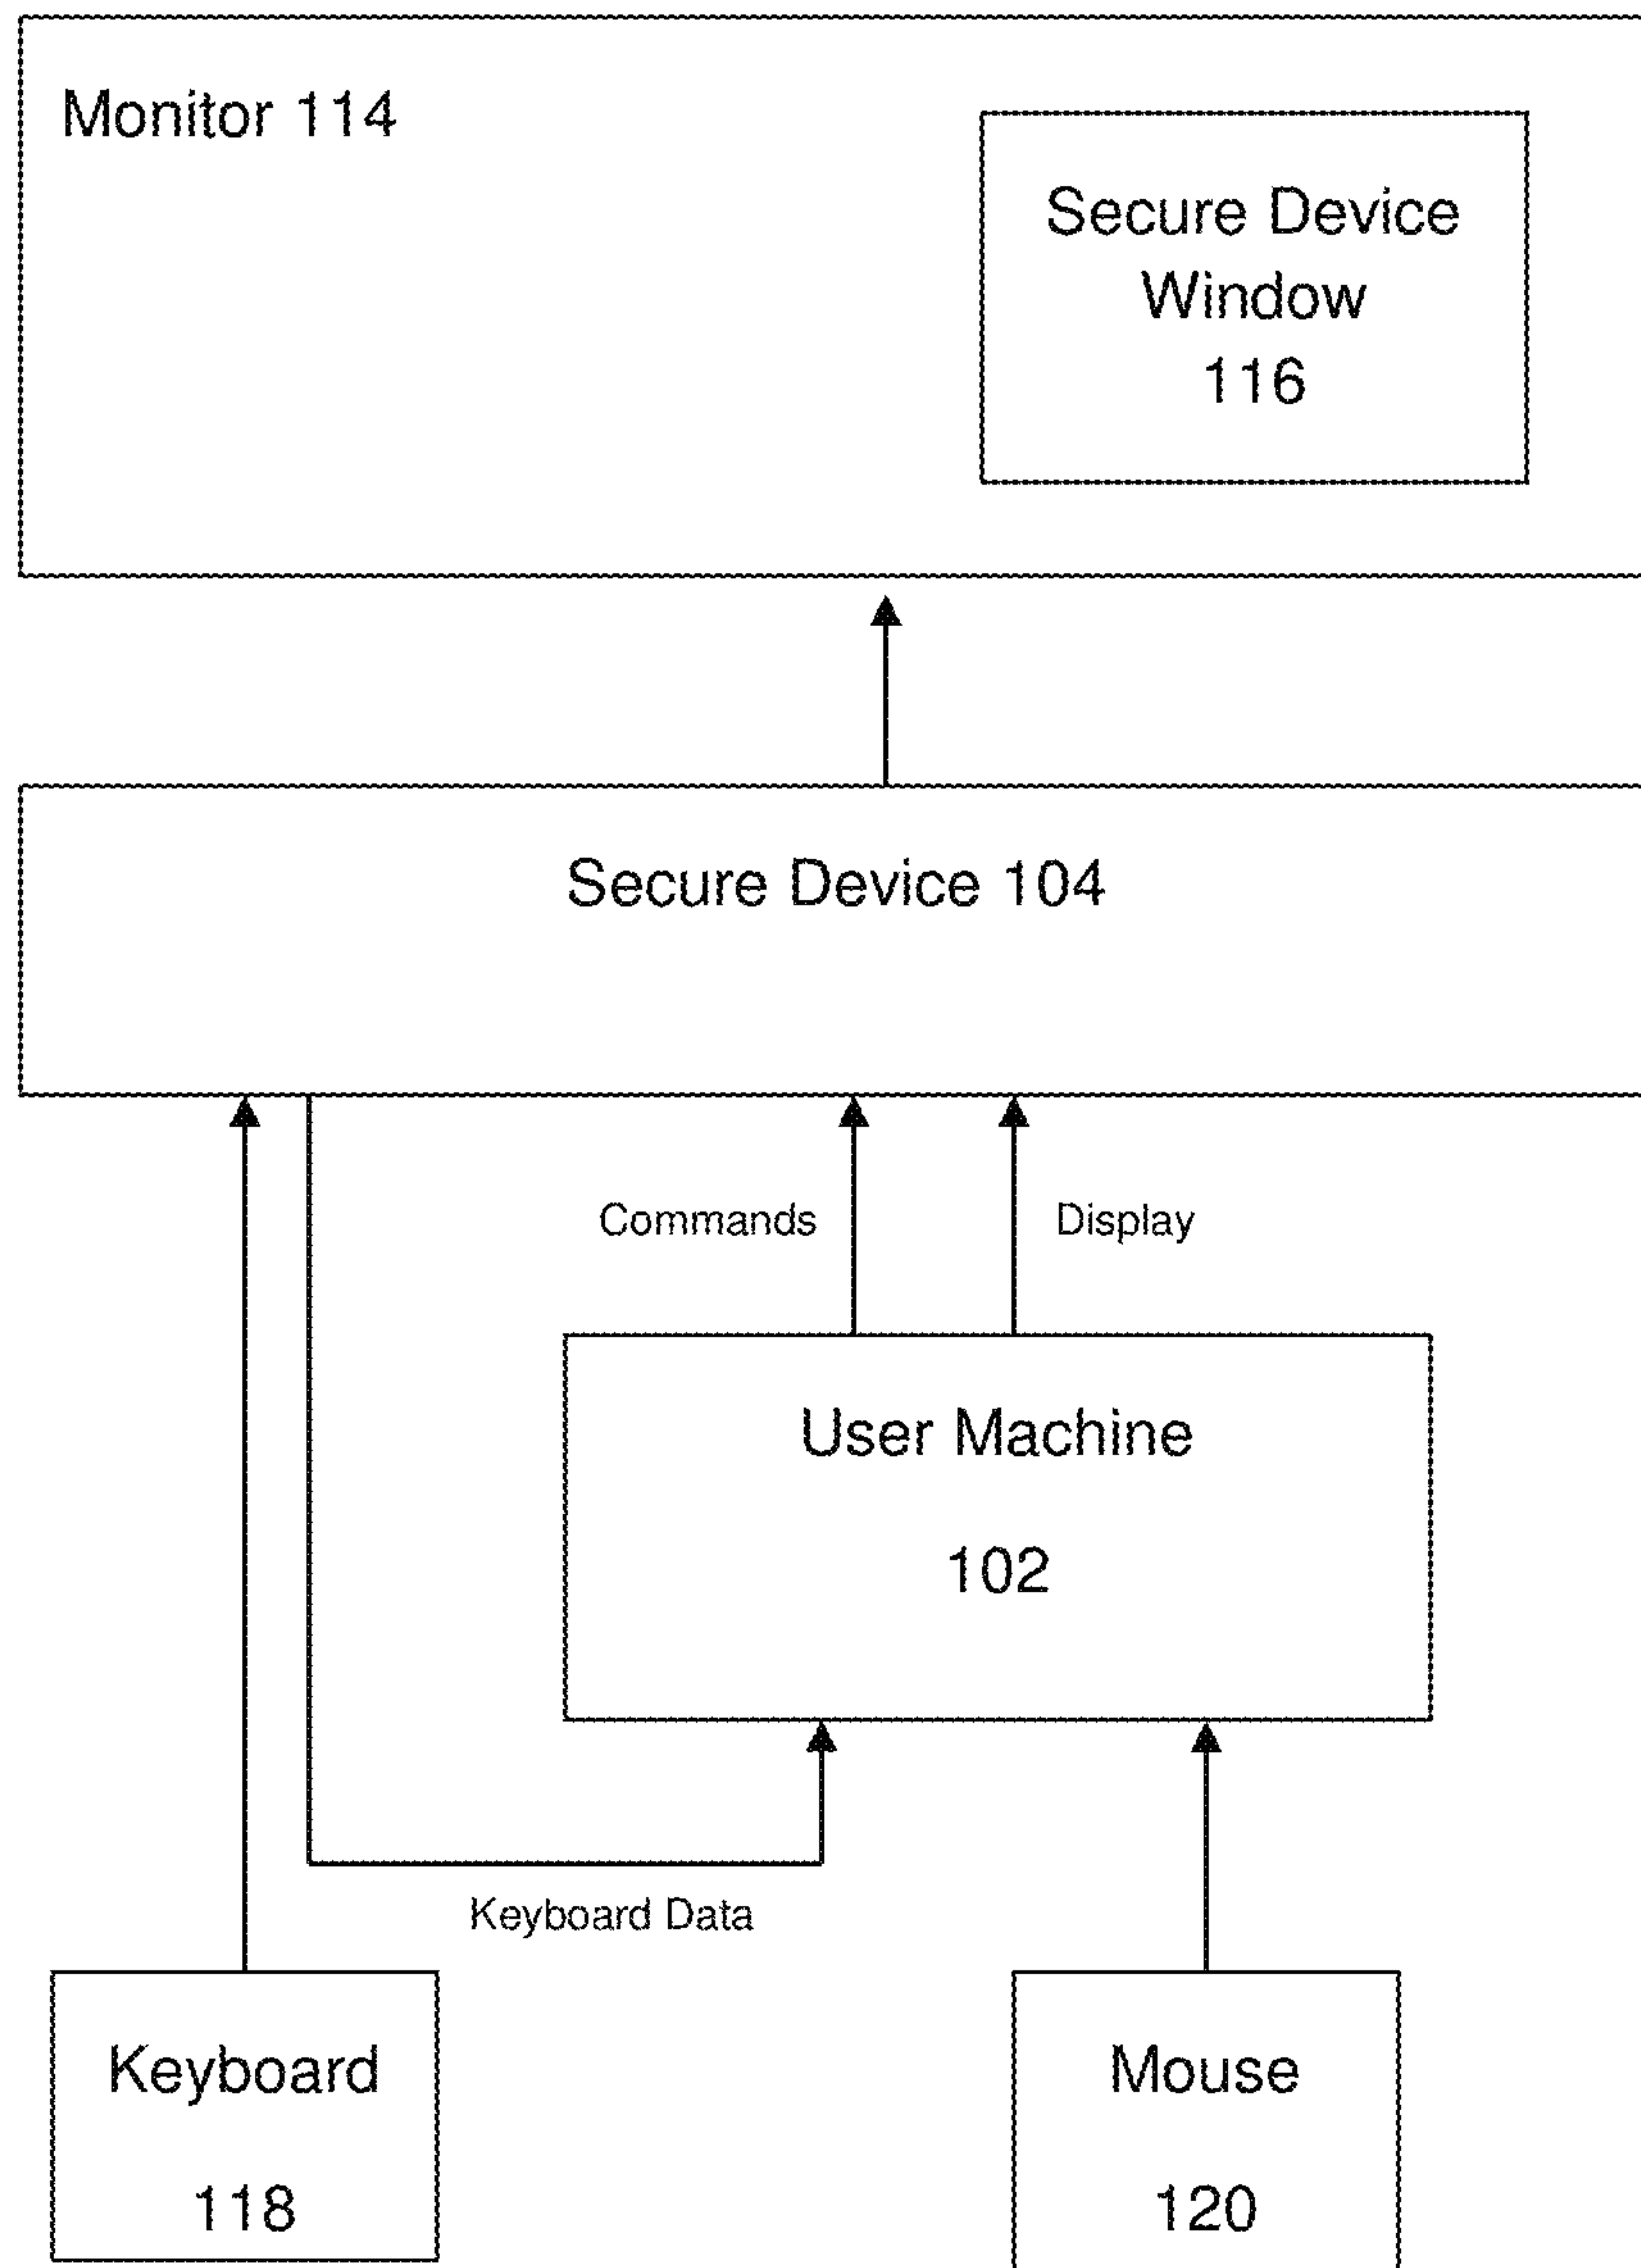 Monitor 114
Secure Device
Window
116
Secure Device 104
Commands
Display
User Machine
102
Keyboard Data
Keyboard
118
Mouse
120